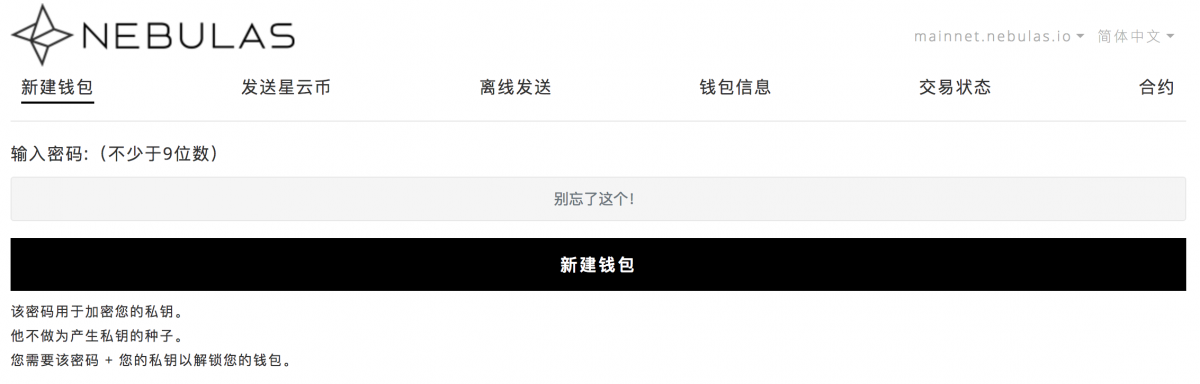 NEBULAS
mainnet.nebulas.io 简体中文
新建钱包 发送星云币 离线发送 钱包信息 交易状态 合约
输入密码:（不少于9位数）
别忘了这个!
新建钱包
该密码用于加密您的私钥。
他不做为产生私钥的种子。
您需要该密码 + 您的私钥以解锁您的钱包。